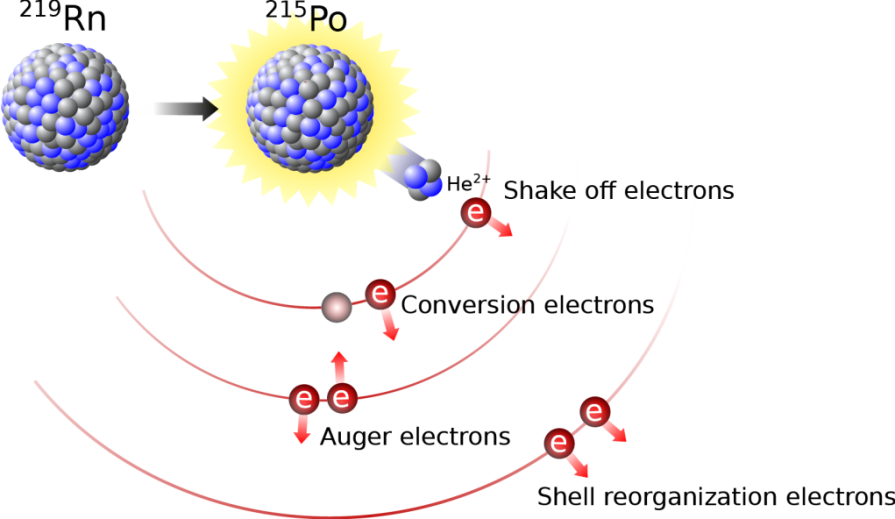 ²¹⁹Rn
²¹⁵Po
He²⁺
Shake off electrons
e
e
Conversion electrons
e
e
Auger electrons
e
e
Shell reorganization electrons